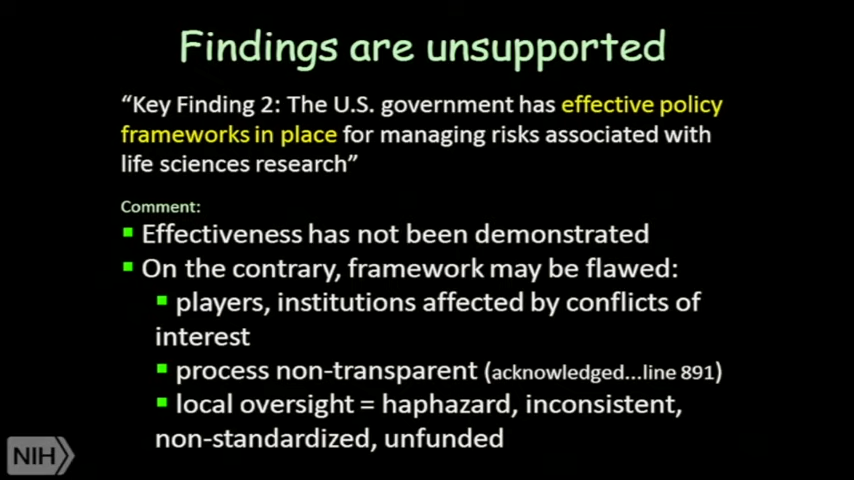 Findings are unsupported
“Key Finding 2: The U.S. government has effective policy
frameworks in place for managing risks associated with
life sciences research”
Comment:
Effectiveness has not been demonstrated
On the contrary, framework may be flawed:
players, institutions affected by conflicts of
interest
process non-transparent (acknowledged...line 891)
local oversight = haphazard, inconsistent,
non-standardized, unfunded
NIH